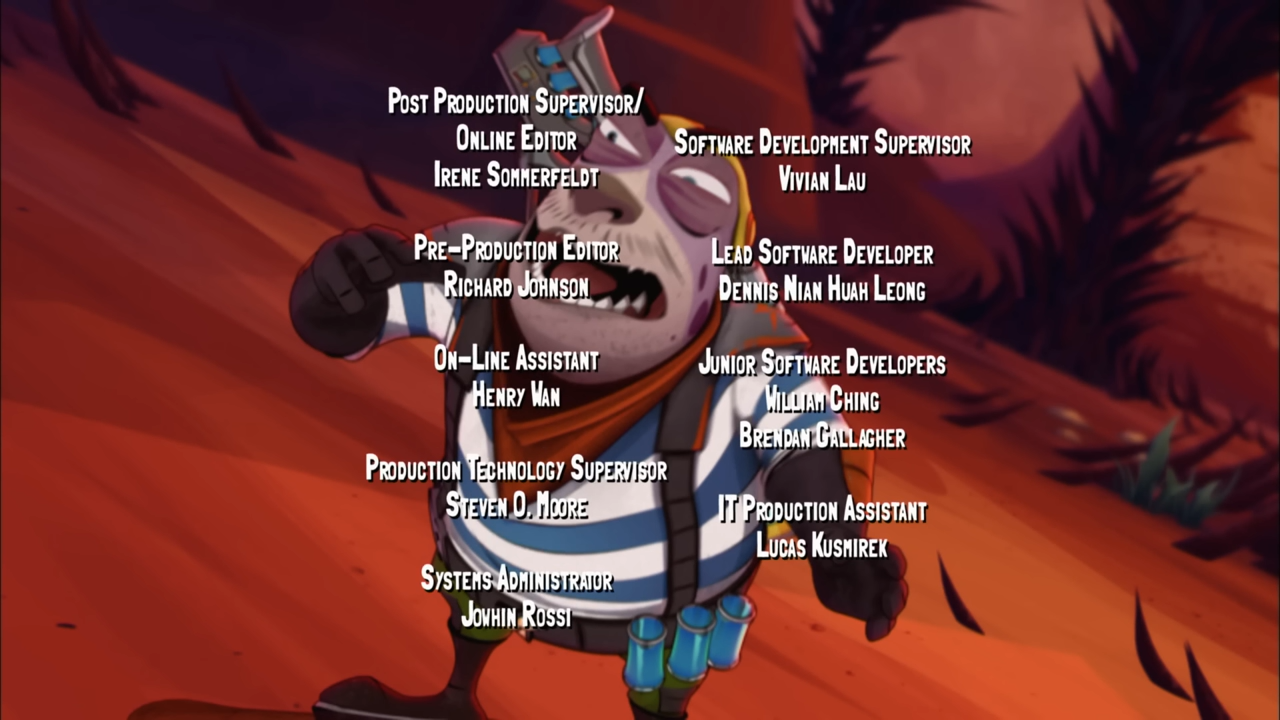 Post Production Supervisor/
Online Editor
Irene Sommerfeldt
Pre-Production Editor
Richard Johnson
On-Line Assistant
Henry Wan
Production Technology Supervisor
Steven O. Moore
Systems Administrator
Jowhin Rossi
Software Development Supervisor
Vivian Lau
Lead Software Developer
Dennis Nian Huah Leong
Junior Software Developers
William Ching
Brendan Gallagher
IT Production Assistant
Lucas Kusmirek